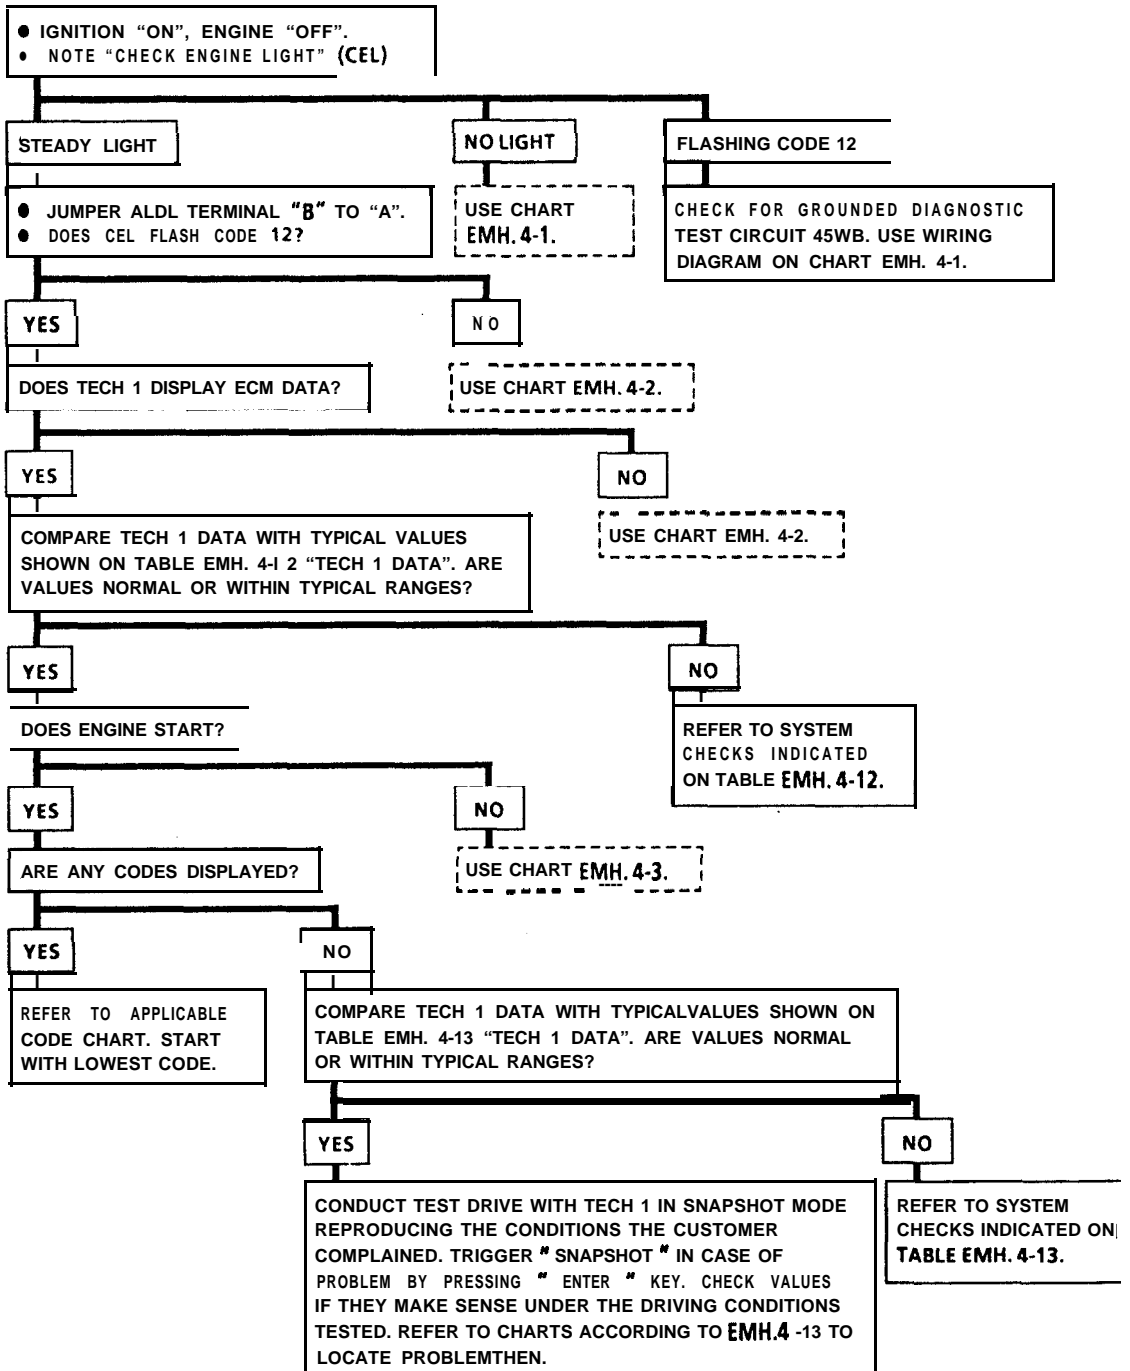 ● IGNITION “ON”, ENGINE “OFF”.
• NOTE “CHECK ENGINE LIGHT” (CEL)
STEADY LIGHT
NO LIGHT
FLASHING CODE 12
● JUMPER ALDL TERMINAL "B" TO “A”.
● DOES CEL FLASH CODE 12?
USE CHART
EMH. 4-1.
CHECK FOR GROUNDED DIAGNOSTIC
TEST CIRCUIT 45WB. USE WIRING
DIAGRAM ON CHART EMH. 4-1.
YES
NO
DOES TECH 1 DISPLAY ECM DATA?
USE CHART EMH. 4-2.
YES
NO
COMPARE TECH 1 DATA WITH TYPICAL VALUES
SHOWN ON TABLE EMH. 4-I 2 “TECH 1 DATA”. ARE
VALUES NORMAL OR WITHIN TYPICAL RANGES?
USE CHART EMH. 4-2.
YES
NO
DOES ENGINE START?
REFER TO SYSTEM
CHECKS INDICATED
ON TABLE EMH. 4-12.
YES
NO
ARE ANY CODES DISPLAYED?
USE CHART EMH. 4-3.
YES
NO
REFER TO APPLICABLE
CODE CHART. START
WITH LOWEST CODE.
COMPARE TECH 1 DATA WITH TYPICALVALUES SHOWN ON
TABLE EMH. 4-13 “TECH 1 DATA”. ARE VALUES NORMAL
OR WITHIN TYPICAL RANGES?
YES
NO
CONDUCT TEST DRIVE WITH TECH 1 IN SNAPSHOT MODE
REPRODUCING THE CONDITIONS THE CUSTOMER
COMPLAINED. TRIGGER " SNAPSHOT " IN CASE OF
PROBLEM BY PRESSING " ENTER " KEY. CHECK VALUES
IF THEY MAKE SENSE UNDER THE DRIVING CONDITIONS
TESTED. REFER TO CHARTS ACCORDING TO EMH.4 -13 TO
LOCATE PROBLEMTHEN.
REFER TO SYSTEM
CHECKS INDICATED ON
TABLE EMH. 4-13.